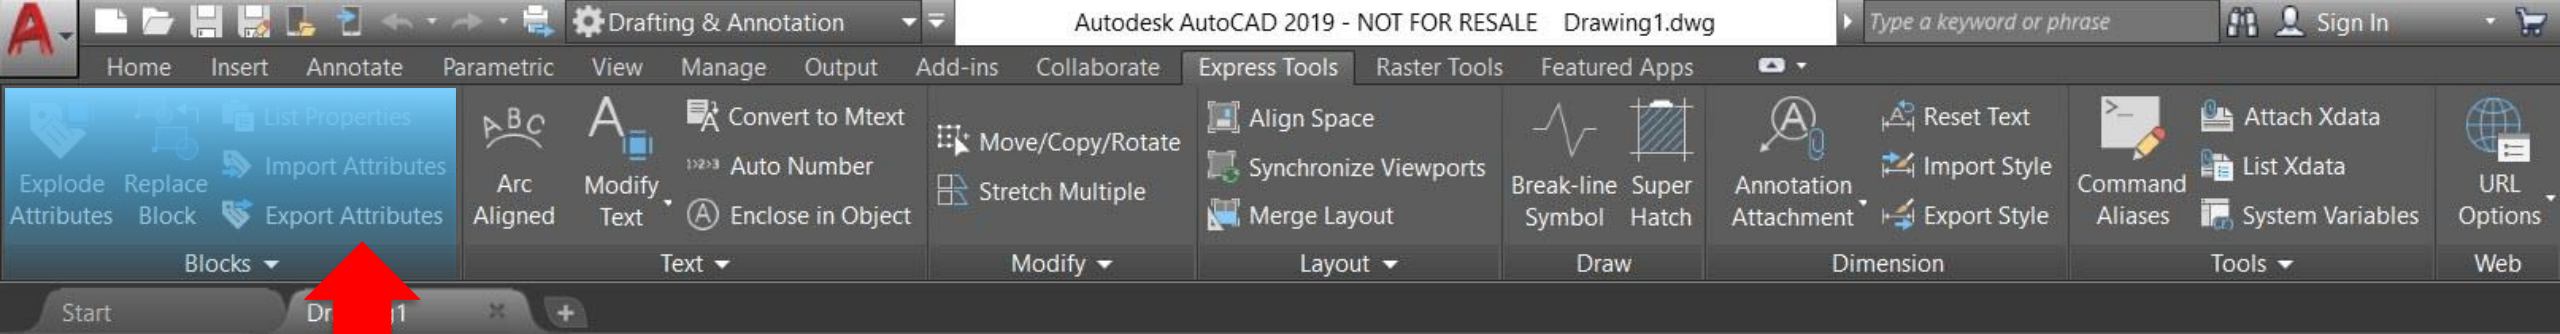 Drafting & Annotation
Autodesk AutoCAD 2019 - NOT FOR RESALE Drawing1.dwg
Type a keyword or phrase
Sign In
Home Insert Annotate Parametric View Manage Output Add-ins Collaborate Express Tools Raster Tools Featured Apps
Explode
Attributes
Replace
Block
List Properties
Import Attributes
Export Attributes
Blocks
ABC
Arc
Aligned
A
Modify
Text
Convert to Mtext
1>2>3 Auto Number
A Enclose in Object
Text
Move/Copy/Rotate
Stretch Multiple
Modify
Align Space
Synchronize Viewports
Merge Layout
Layout
Break-line
Symbol
Super
Hatch
Draw
A
Annotation
Attachment
A Reset Text
Import Style
Export Style
Dimension
>_
Command
Aliases
Attach Xdata
List Xdata
System Variables
Tools
URL
Options
Web
Start